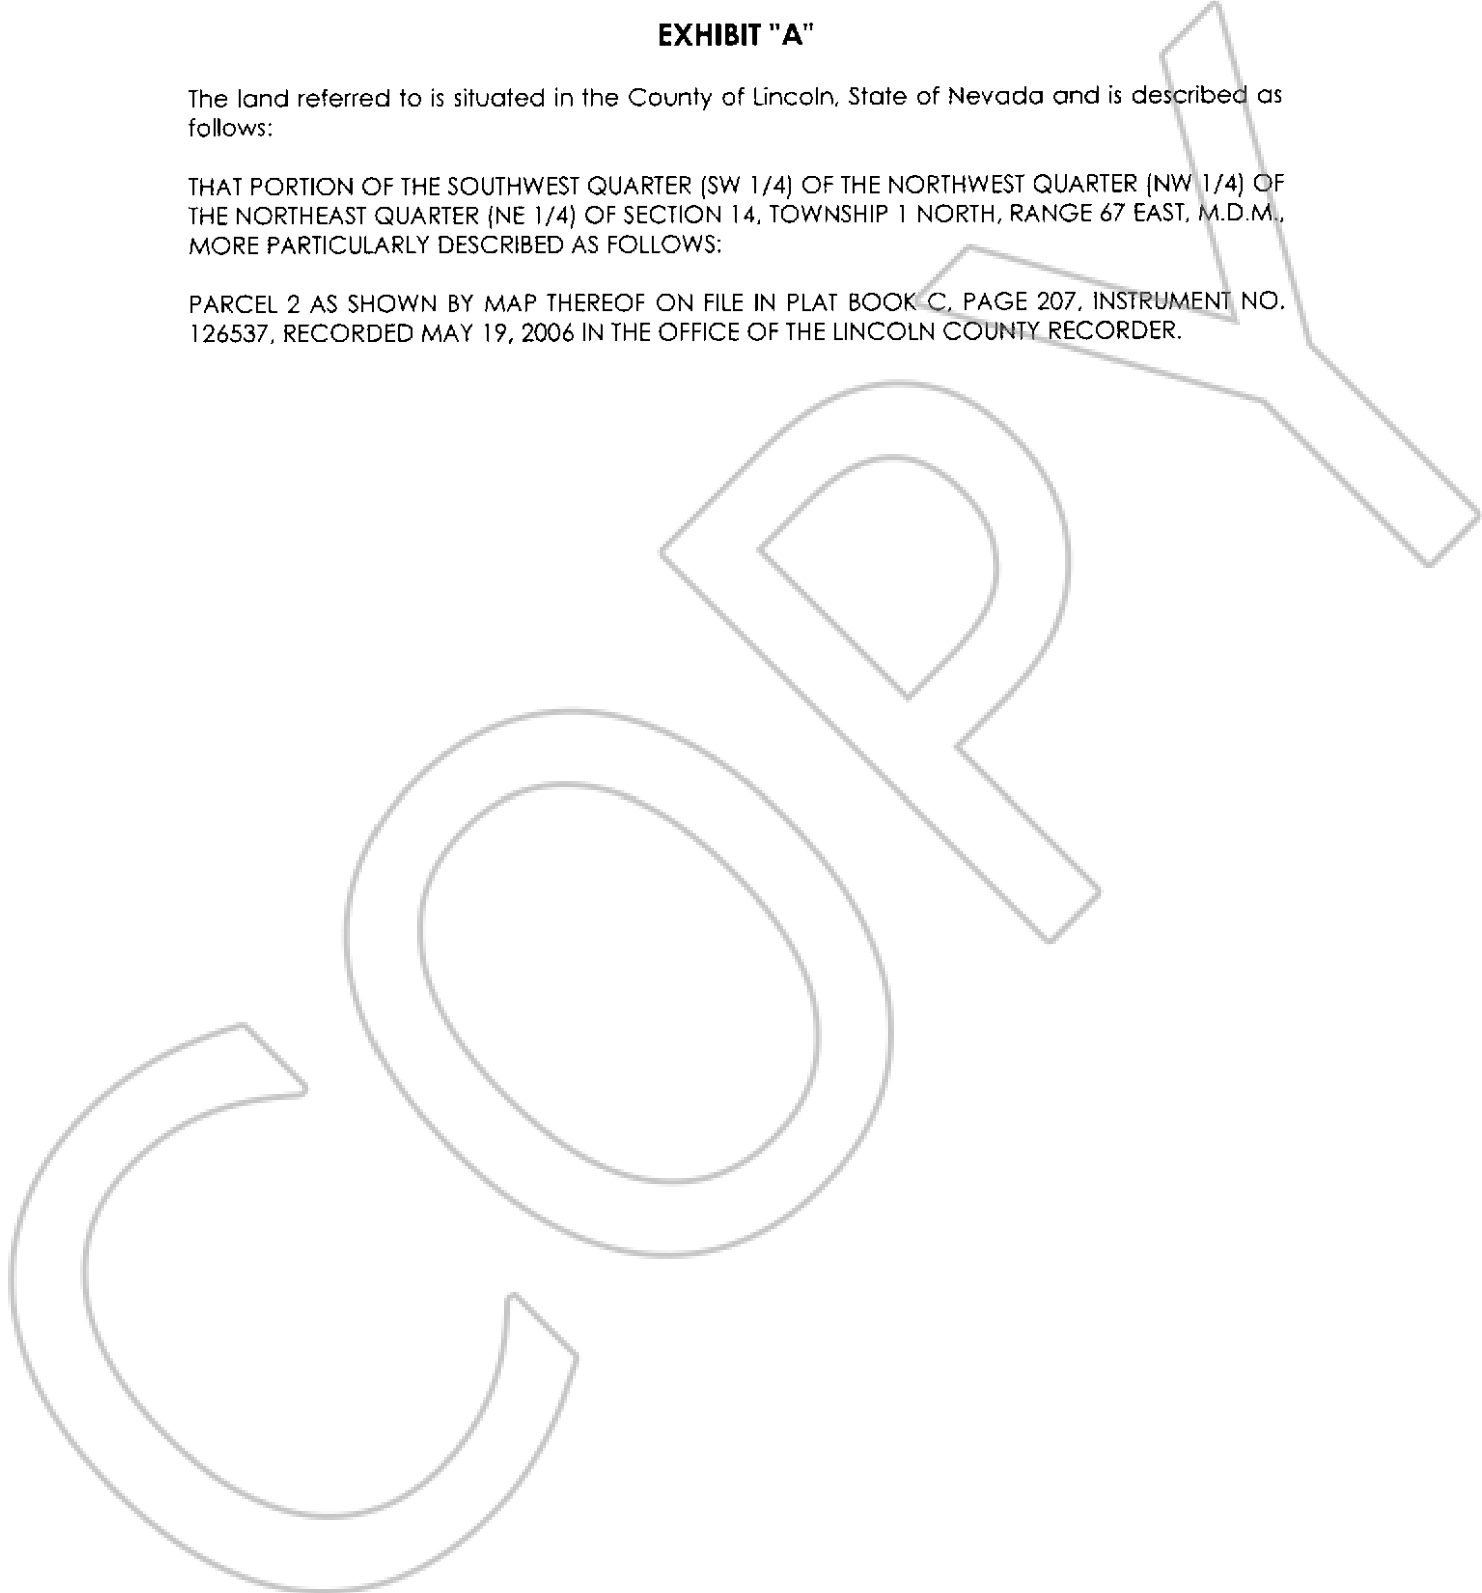 EXHIBIT "A"
The land referred to is situated in the County of Lincoln, State of Nevada and is described as
follows:
THAT PORTION OF THE SOUTHWEST QUARTER (SW 1/4) OF THE NORTHWEST QUARTER (NW 1/4) OF
THE NORTHEAST QUARTER (NE 1/4) OF SECTION 14, TOWNSHIP 1 NORTH, RANGE 67 EAST, M.D.M.,
MORE PARTICULARLY DESCRIBED AS FOLLOWS:
PARCEL 2 AS SHOWN BY MAP THEREOF ON FILE IN PLAT BOOK C, PAGE 207, INSTRUMENT NO.
126537, RECORDED MAY 19, 2006 IN THE OFFICE OF THE LINCOLN COUNTY RECORDER.
COPY